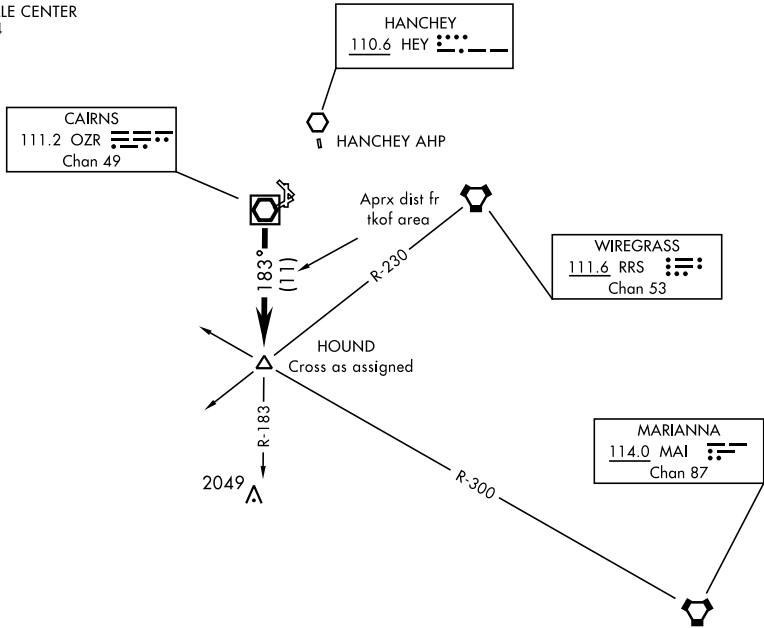 LE CENTER
HANCHEY
110.6 HEY
CAIRNS
111.2 OZR
Chan 49
HANCHEY AHP
Aprx dist fr
tkof area
WIREGRASS
111.6 RRS
Chan 53
183°
(11)
R-230
HOUND
Cross as assigned
R-183
2049
MARIANNA
114.0 MAI
Chan 87
R-300